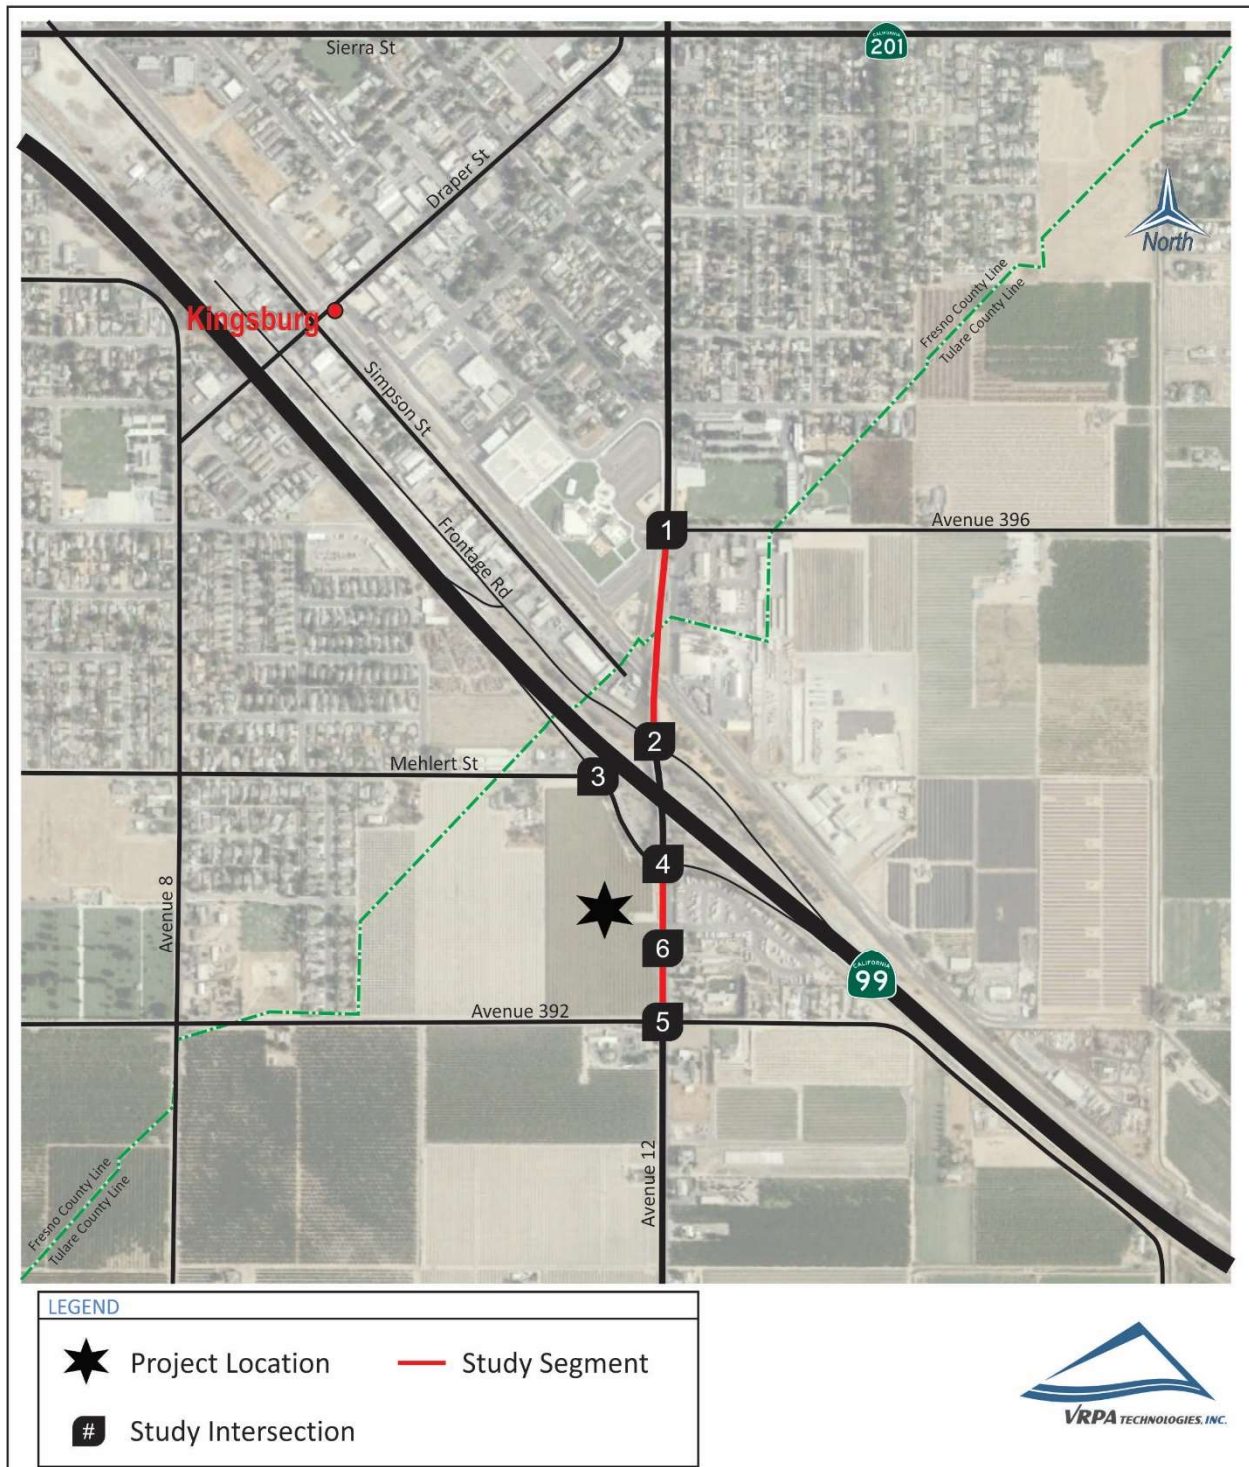 Sierra St
CALIFORNIA
201
Draper St
North
Kingsburg
Fresno County Line
Tulare County Line
Simpson St
1
Avenue 396
Frontage Rd
2
Mehlert St
3
4
Avenue 8
6
CALIFORNIA
99
Avenue 392
5
Avenue 12
Fresno County Line
Tulare County Line
LEGEND
Project Location
Study Segment
#
Study Intersection
VRPA TECHNOLOGIES, INC.